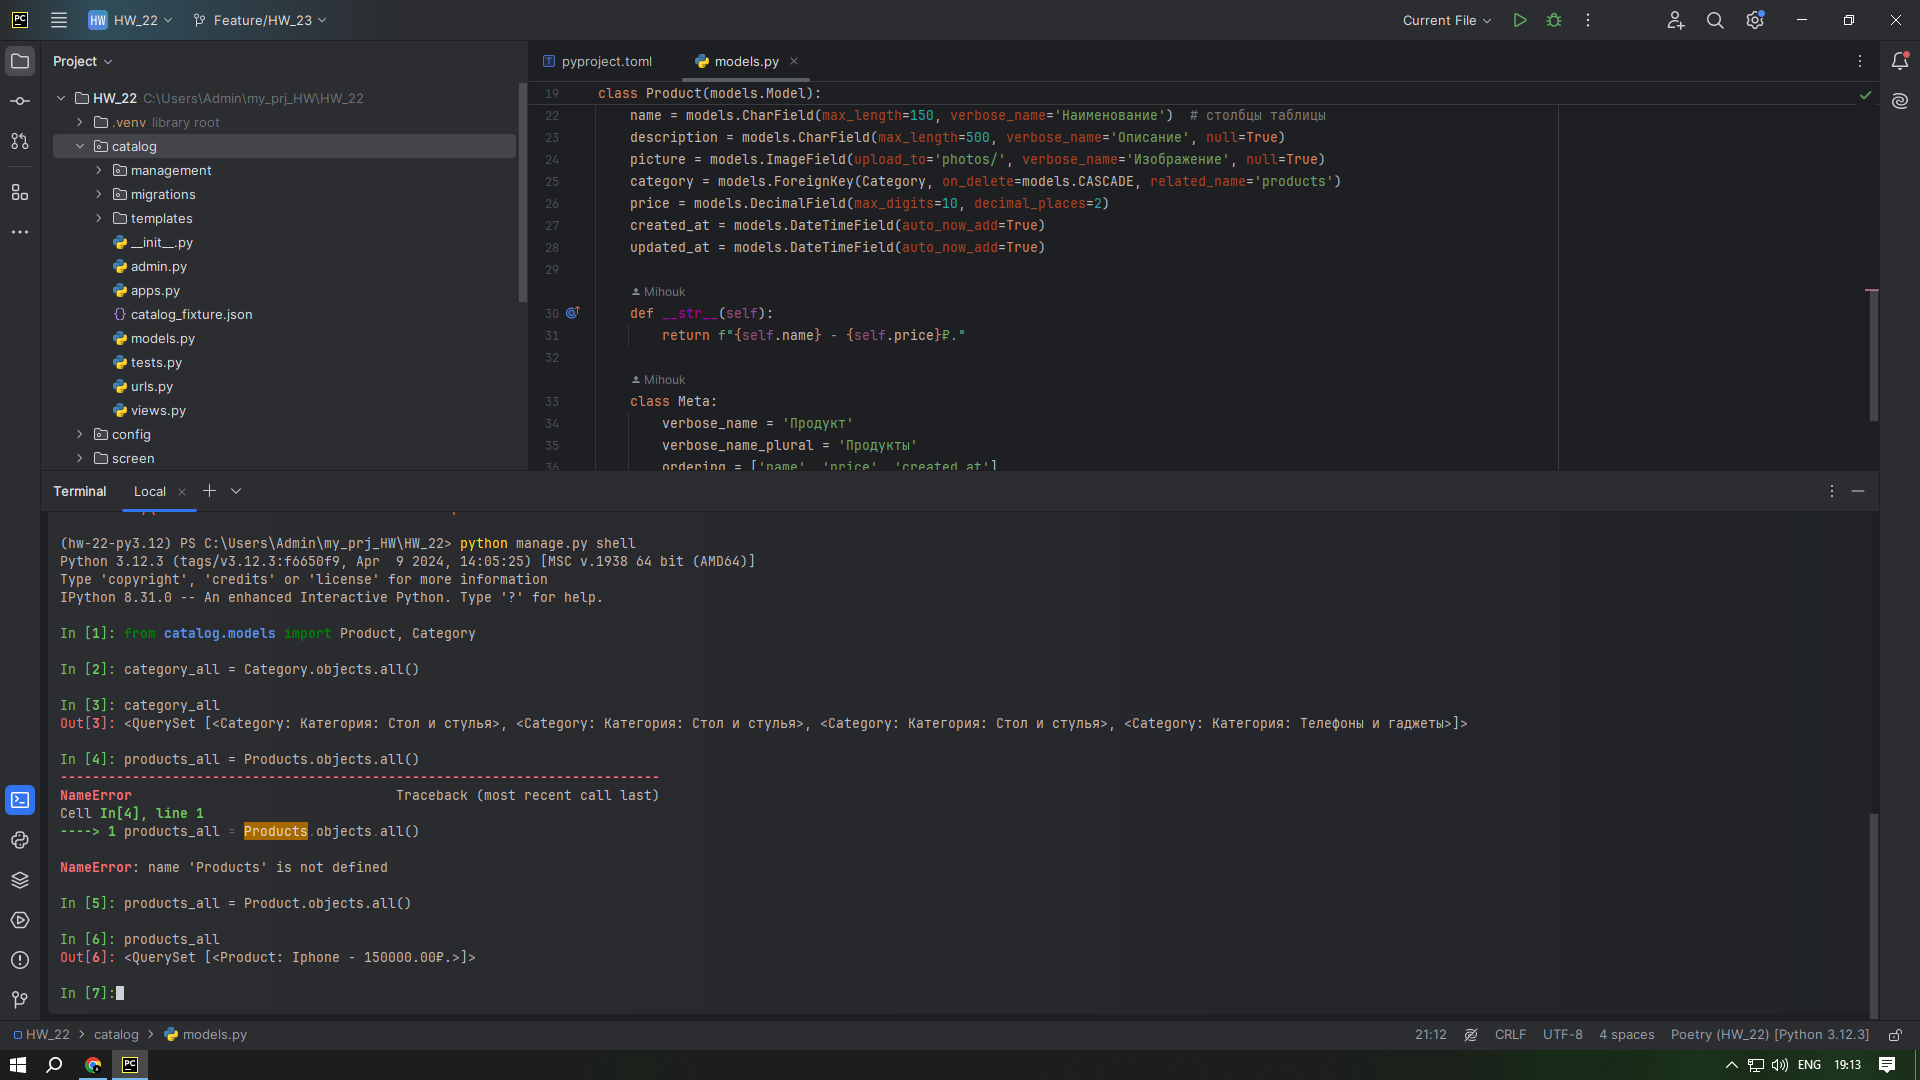 PC HW HW_22 Feature/HW_23 Current File
Project
pyproject.toml models.py
HW_22 C:\Users\Admin\my_prj_HW\HW_22
.venv library root
catalog
management
migrations
templates
__init__.py
admin.py
apps.py
catalog_fixture.json
models.py
tests.py
urls.py
views.py
config
screen
19 class Product(models.Model):
22 name = models.CharField(max_length=150, verbose_name='Наименование')  # столбцы таблицы
23 description = models.CharField(max_length=500, verbose_name='Описание', null=True)
24 picture = models.ImageField(upload_to='photos/', verbose_name='Изображение', null=True)
25 category = models.ForeignKey(Category, on_delete=models.CASCADE, related_name='products')
26 price = models.DecimalField(max_digits=10, decimal_places=2)
27 created_at = models.DateTimeField(auto_now_add=True)
28 updated_at = models.DateTimeField(auto_now_add=True)
29
Mihouk
30 def __str__(self):
31 return f"{self.name} - {self.price}₽."
32
Mihouk
33 class Meta:
34 verbose_name = 'Продукт'
35 verbose_name_plural = 'Продукты'
36 ordering = ['name', 'price', 'created_at']
Terminal Local
(hw-22-py3.12) PS C:\Users\Admin\my_prj_HW\HW_22> python manage.py shell
Python 3.12.3 (tags/v3.12.3:f6650f9, Apr  9 2024, 14:05:25) [MSC v.1938 64 bit (AMD64)]
Type 'copyright', 'credits' or 'license' for more information
IPython 8.31.0 -- An enhanced Interactive Python. Type '?' for help.
In [1]: from catalog.models import Product, Category
In [2]: category_all = Category.objects.all()
In [3]: category_all
Out[3]: <QuerySet [<Category: Категория: Стол и стулья>, <Category: Категория: Стол и стулья>, <Category: Категория: Стол и стулья>, <Category: Категория: Телефоны и гаджеты>]>
In [4]: products_all = Products.objects.all()
---------------------------------------------------------------------------
NameError                                 Traceback (most recent call last)
Cell In[4], line 1
----> 1 products_all = Products.objects.all()
NameError: name 'Products' is not defined
In [5]: products_all = Product.objects.all()
In [6]: products_all
Out[6]: <QuerySet [<Product: Iphone - 150000.00₽.>]>
In [7]:
HW_22 > catalog > models.py 21:12 CRLF UTF-8 4 spaces Poetry (HW_22) [Python 3.12.3]
PC ENG 19:13